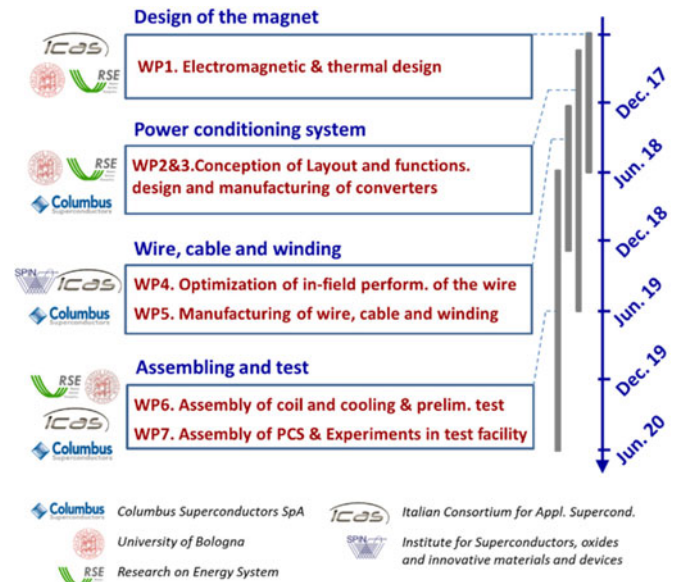 Design of the magnet
icas
RSE
WP1. Electromagnetic & thermal design
Power conditioning system
RSE
Columbus
Superconductors
WP2&3.Conception of Layout and functions.
design and manufacturing of converters
Wire, cable and winding
SPIN
icas
Columbus
Superconductors
WP4. Optimization of in-field perform. of the wire
WP5. Manufacturing of wire, cable and winding
Assembling and test
RSE
icas
Columbus
Superconductors
WP6. Assembly of coil and cooling & prelim. test
WP7. Assembly of PCS & Experiments in test facility
Dec. 17
Jun. 18
Dec. 18
Jun. 19
Dec. 19
Jun. 20
Columbus
Superconductors
Columbus Superconductors SpA
icas
Italian Consortium for Appl. Supercond.
University of Bologna
SPIN
Institute for Superconductors, oxides
and innovative materials and devices
RSE
Research on Energy System